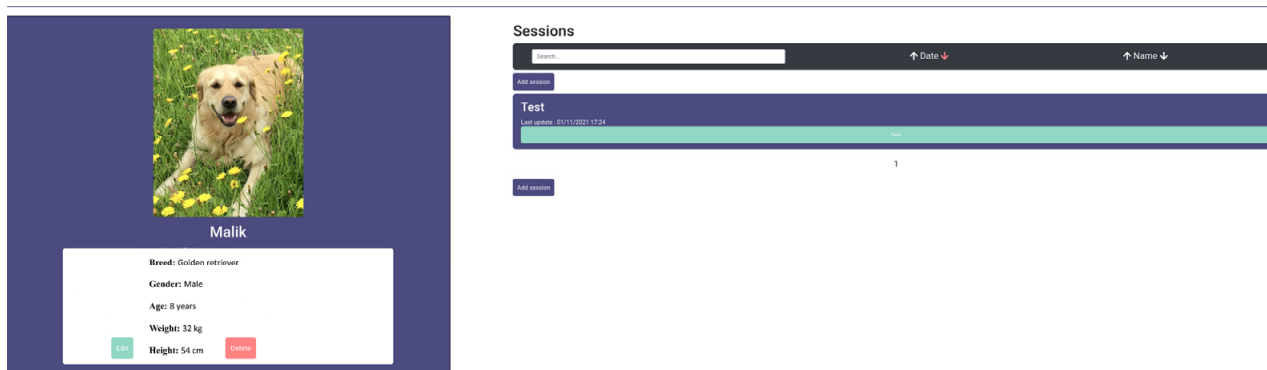 Malik
Breed: Golden retriever
Gender: Male
Age: 8 years
Weight: 32 kg
Height: 54 cm
Edit
Delete
Sessions
Search...
Date
Name
Add session
Test
Last update : 01/11/2021 17:24
1
Add session